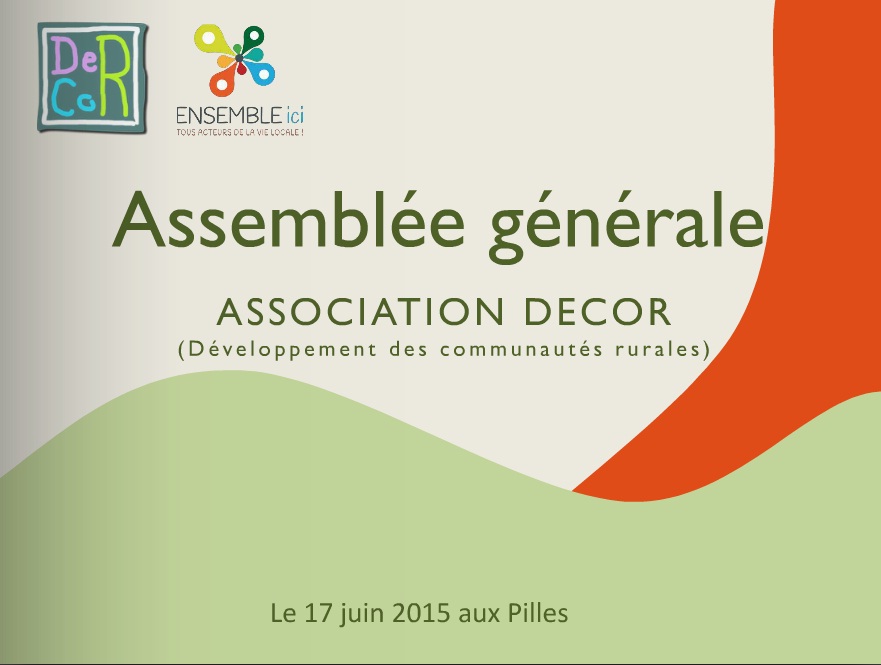 DeCoR
ENSEMBLE ici
TOUS ACTEURS DE LA VIE LOCALE !
Assemblée générale
ASSOCIATION DECOR
(Développement des communautés rurales)
Le 17 juin 2015 aux Pilles